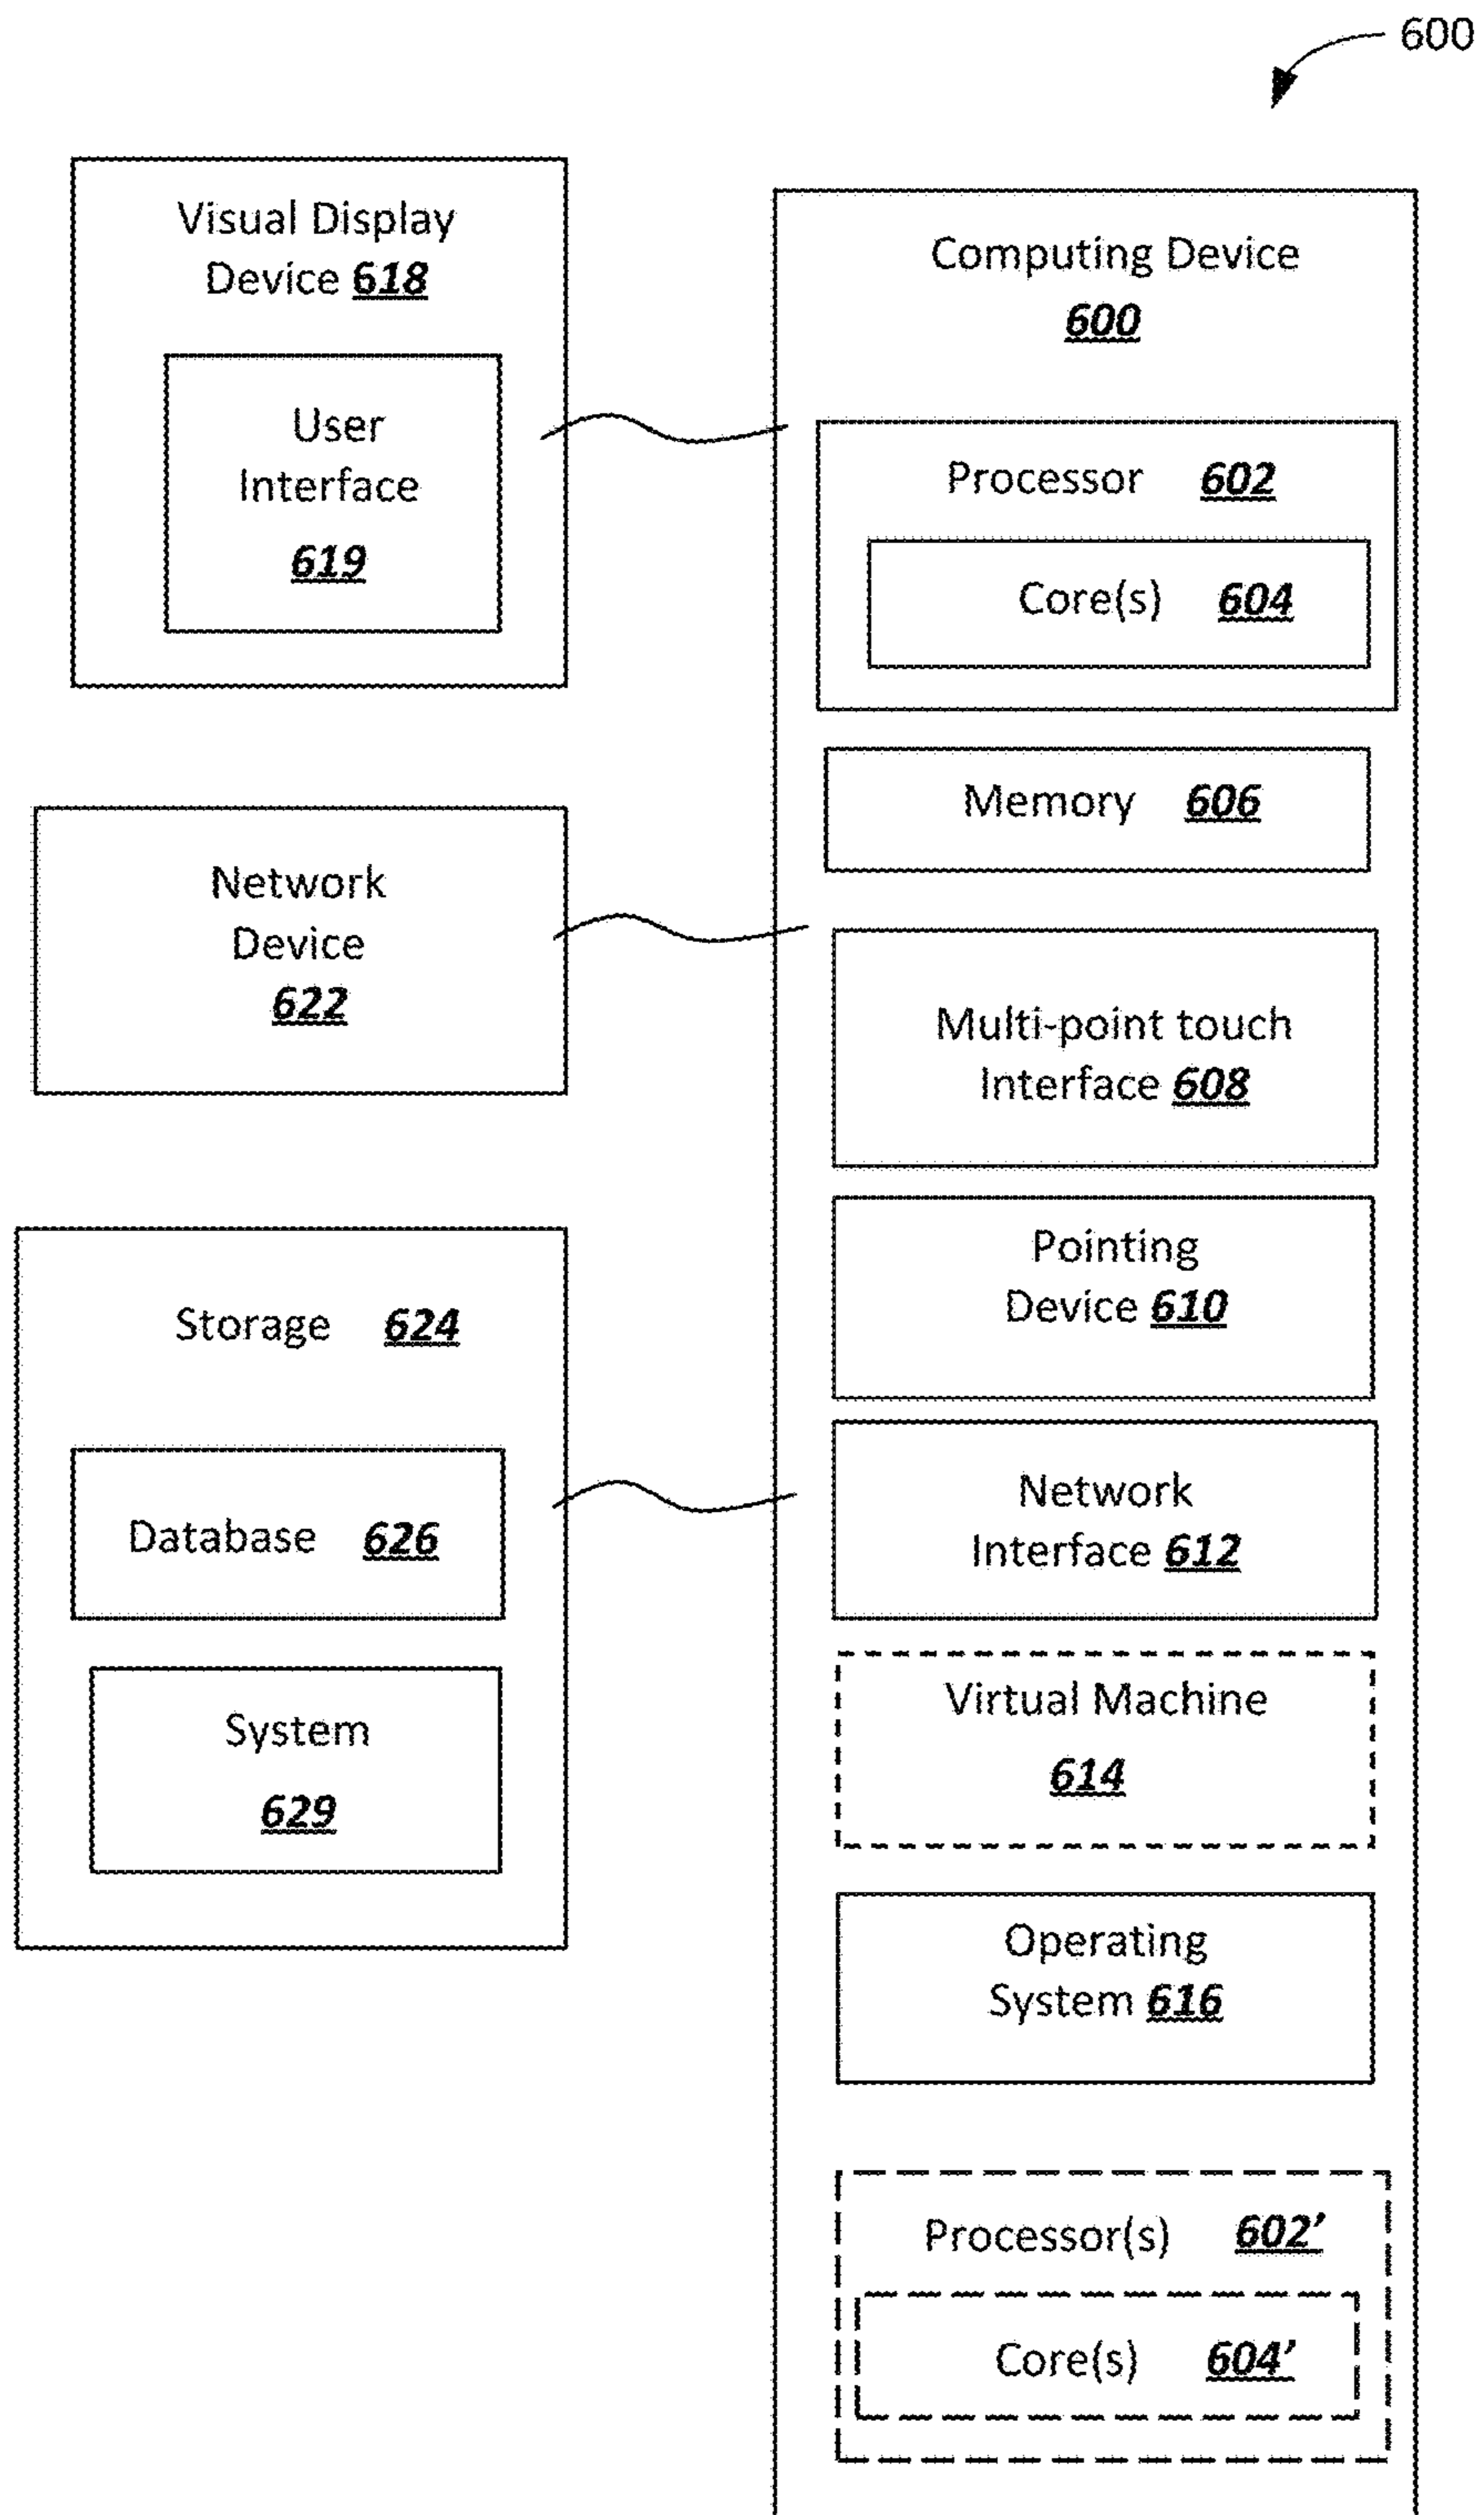 600
Visual Display
Device 618
User
Interface
619
Network
Device
622
Storage 624
Database 626
System
629
Computing Device
600
Processor 602
Core(s) 604
Memory 606
Multi-point touch
Interface 608
Pointing
Device 610
Network
Interface 612
Virtual Machine
614
Operating
System 616
Processor(s) 602’
Core(s) 604’